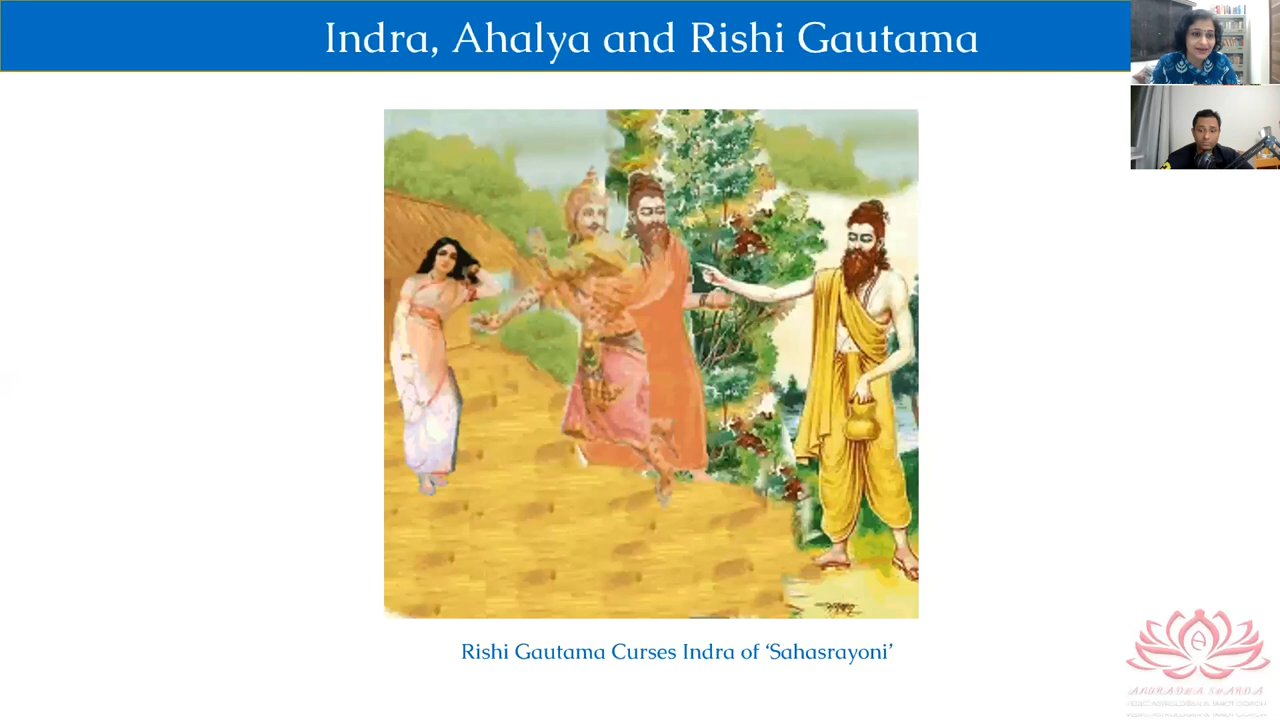 Indra, Ahalya and Rishi Gautama
Rishi Gautama Curses Indra of ‘Sahasrayoni’